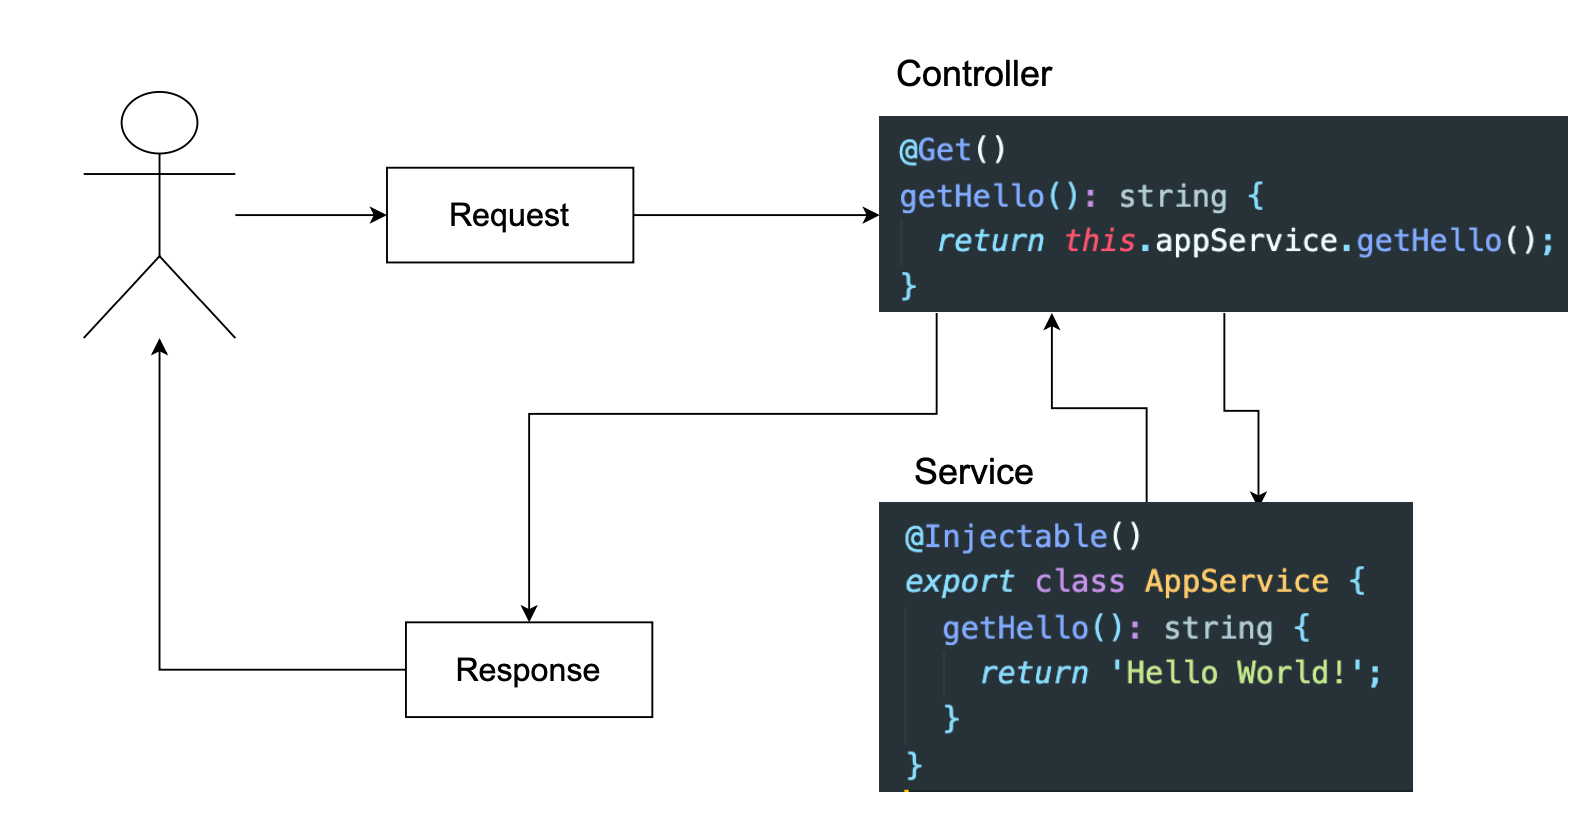 Controller
@Get()
getHello(): string {
  return this.appService.getHello();
}
Request
Service
@Injectable()
export class AppService {
  getHello(): string {
    return 'Hello World!';
  }
}
Response